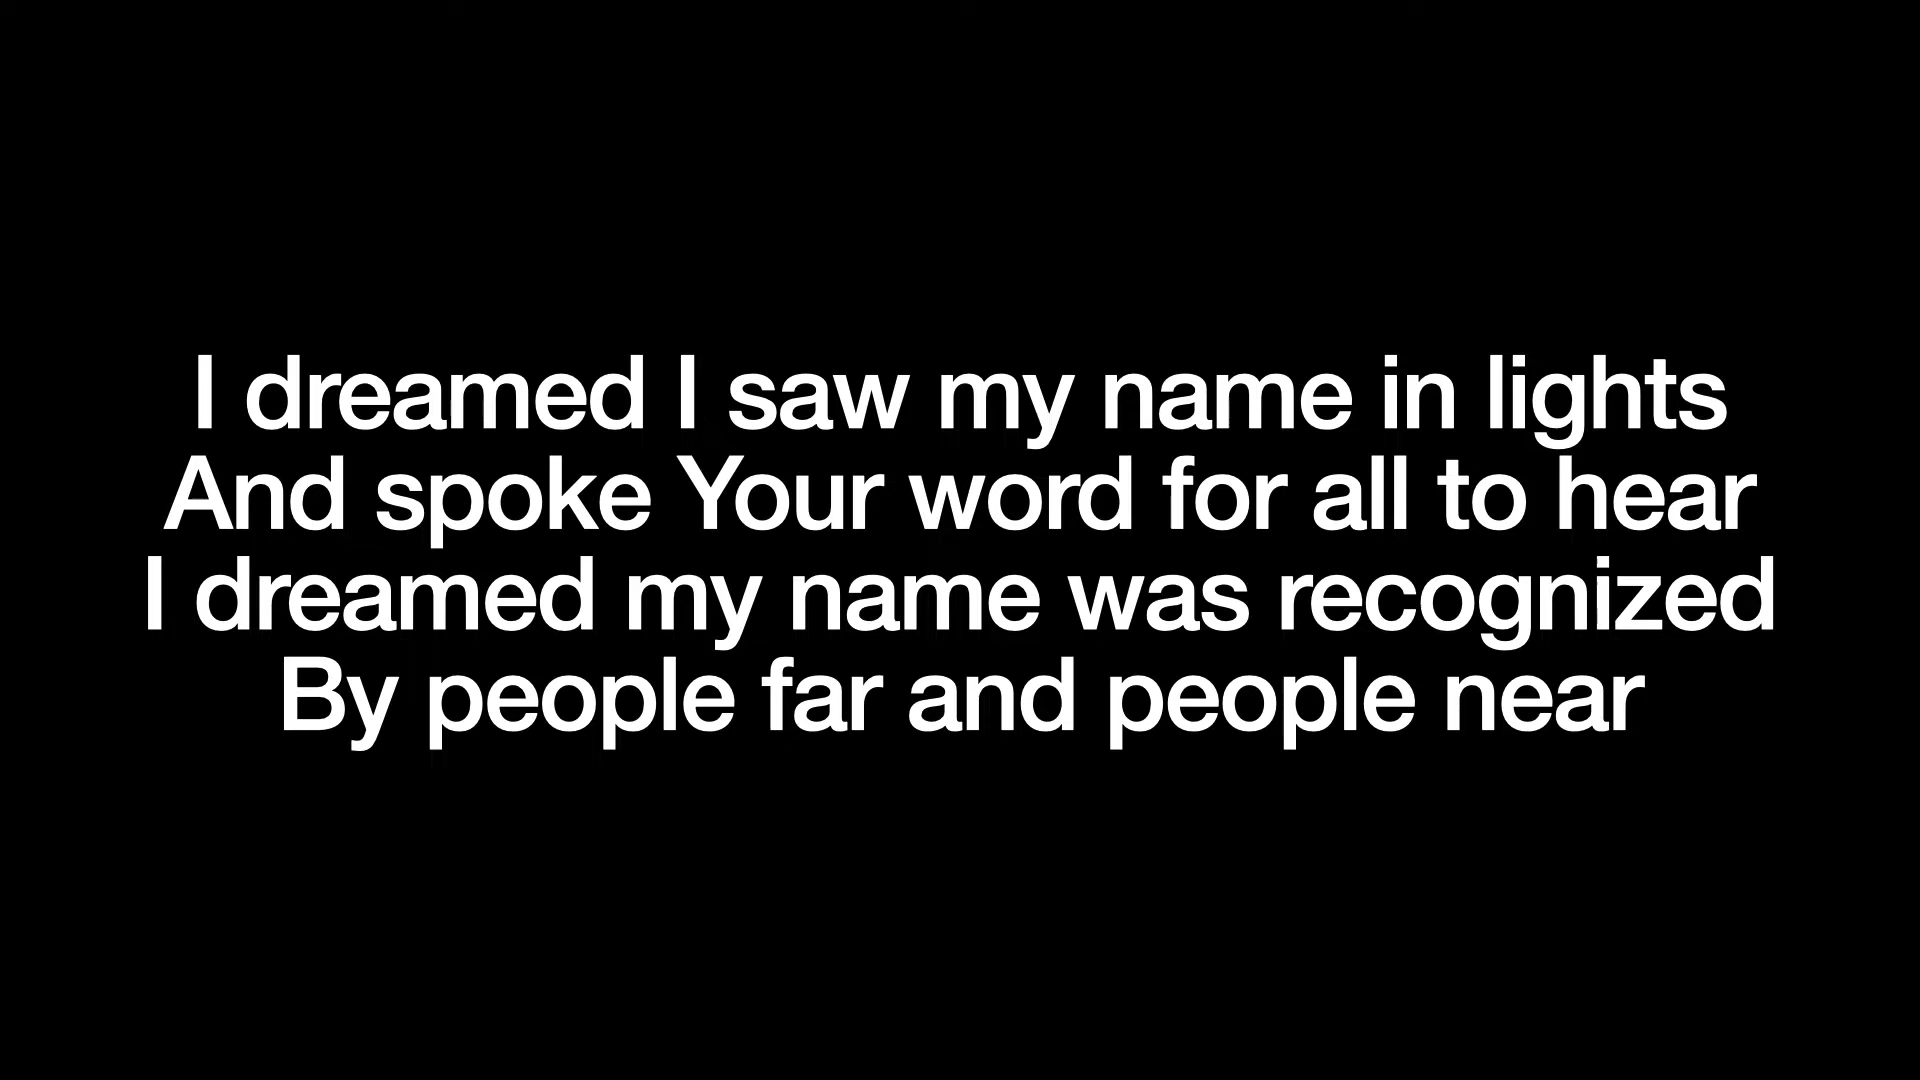 I dreamed I saw my name in lights
And spoke Your word for all to hear
I dreamed my name was recognized
By people far and people near